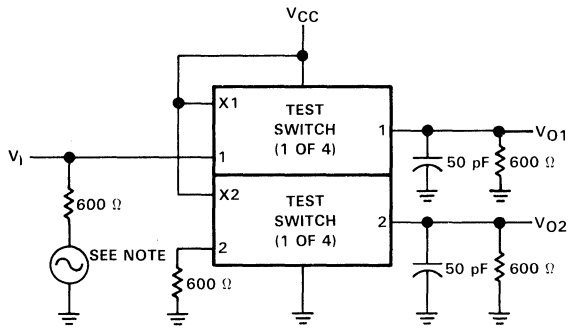 VCC
X1
TEST
SWITCH
(1 OF 4)
1
VO1
VI
1
50 pF
600 Ω
600 Ω
X2
TEST
SWITCH
(1 OF 4)
2
VO2
SEE NOTE
2
600 Ω
50 pF
600 Ω